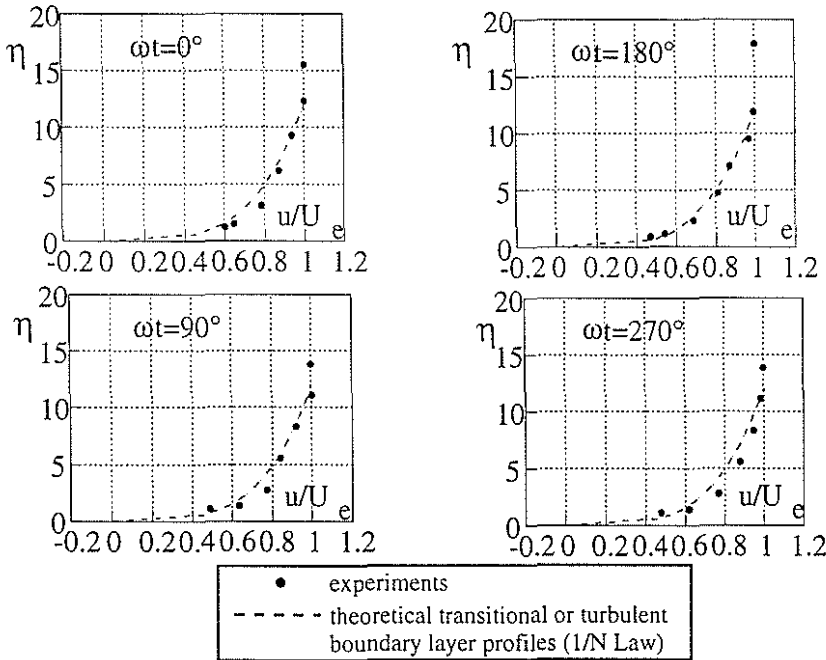 η
ωt=0°
20
15
10
5
0
u/U e
-0.2 0 0.2 0.4 0.6 0.8 1 1.2
η
ωt=180°
20
15
10
5
0
u/U e
-0.2 0 0.2 0.4 0.6 0.8 1 1.2
η
ωt=90°
20
15
10
5
0
u/U e
-0.2 0 0.2 0.4 0.6 0.8 1 1.2
η
ωt=270°
20
15
10
5
0
u/U e
-0.2 0 0.2 0.4 0.6 0.8 1 1.2
experiments
theoretical transitional or turbulent
boundary layer profiles (1/N Law)